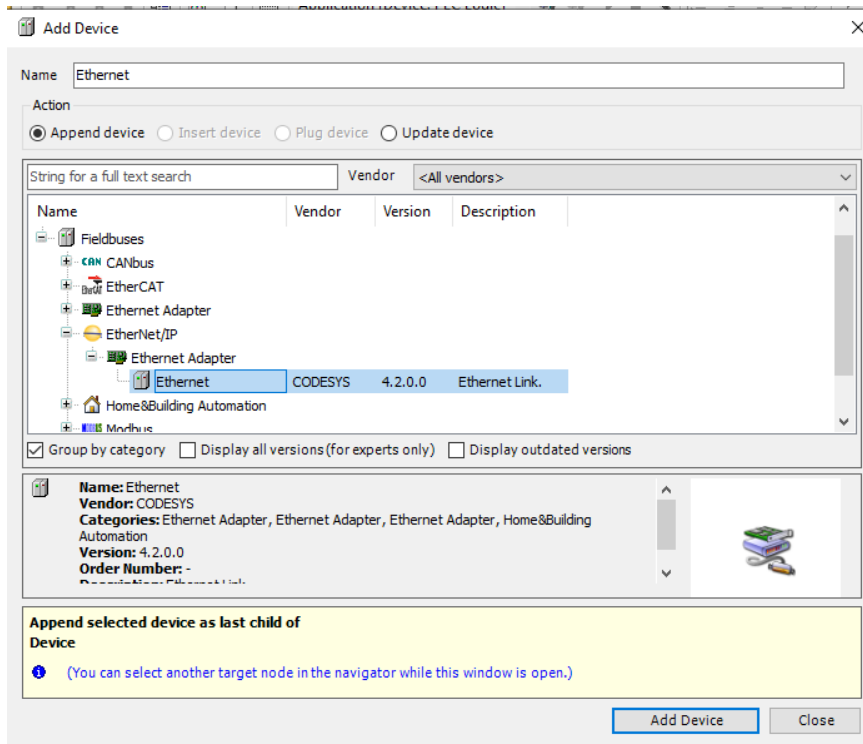 Add Device
Name Ethernet
Action
Append device Insert device Plug device Update device
String for a full text search Vendor <All vendors>
Name Vendor Version Description
Fieldbuses
CAN CANbus
EtherCAT
Ethernet Adapter
EtherNet/IP
Ethernet Adapter
Ethernet CODESYS 4.2.0.0 Ethernet Link.
Home&Building Automation
Modbus
Group by category Display all versions (for experts only) Display outdated versions
Name: Ethernet
Vendor: CODESYS
Categories: Ethernet Adapter, Ethernet Adapter, Ethernet Adapter, Home&Building
Automation
Version: 4.2.0.0
Order Number: -
Description: Ethernet Link
Append selected device as last child of
Device
(You can select another target node in the navigator while this window is open.)
Add Device Close